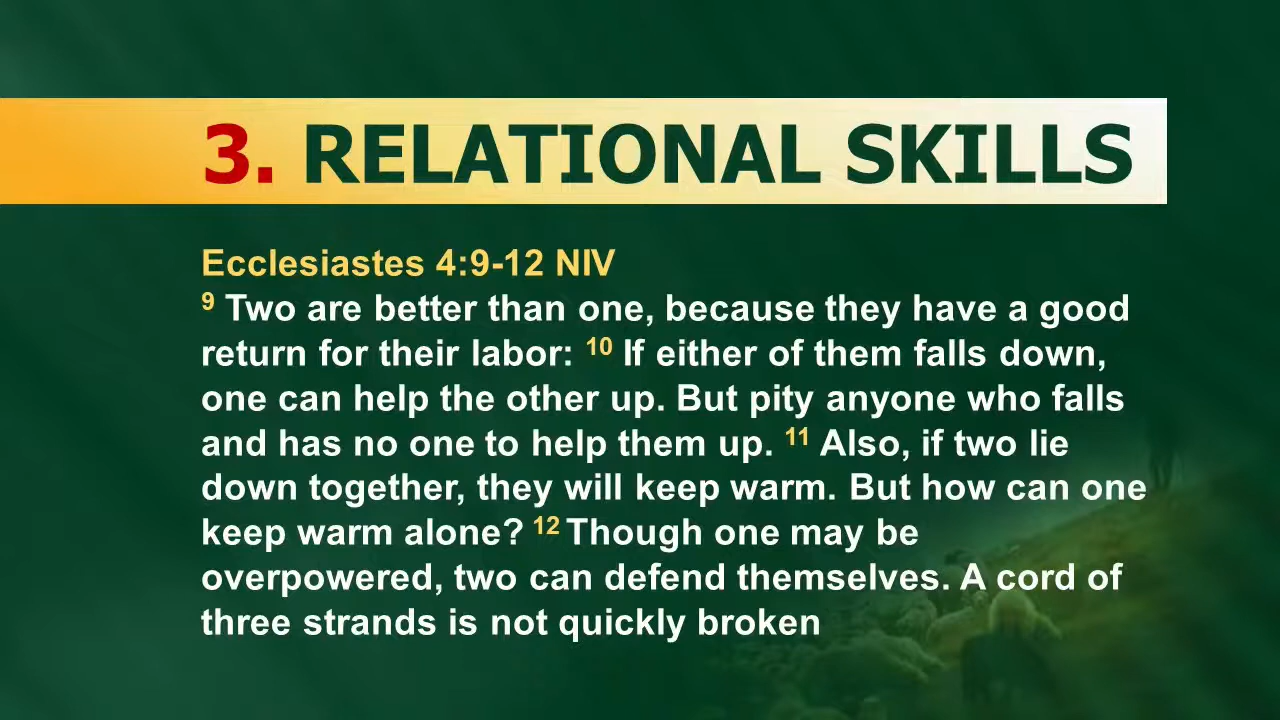 3. RELATIONAL SKILLS
Ecclesiastes 4:9-12 NIV
9 Two are better than one, because they have a good
return for their labor: 10 If either of them falls down,
one can help the other up. But pity anyone who falls
and has no one to help them up. 11 Also, if two lie
down together, they will keep warm. But how can one
keep warm alone? 12 Though one may be
overpowered, two can defend themselves. A cord of
three strands is not quickly broken